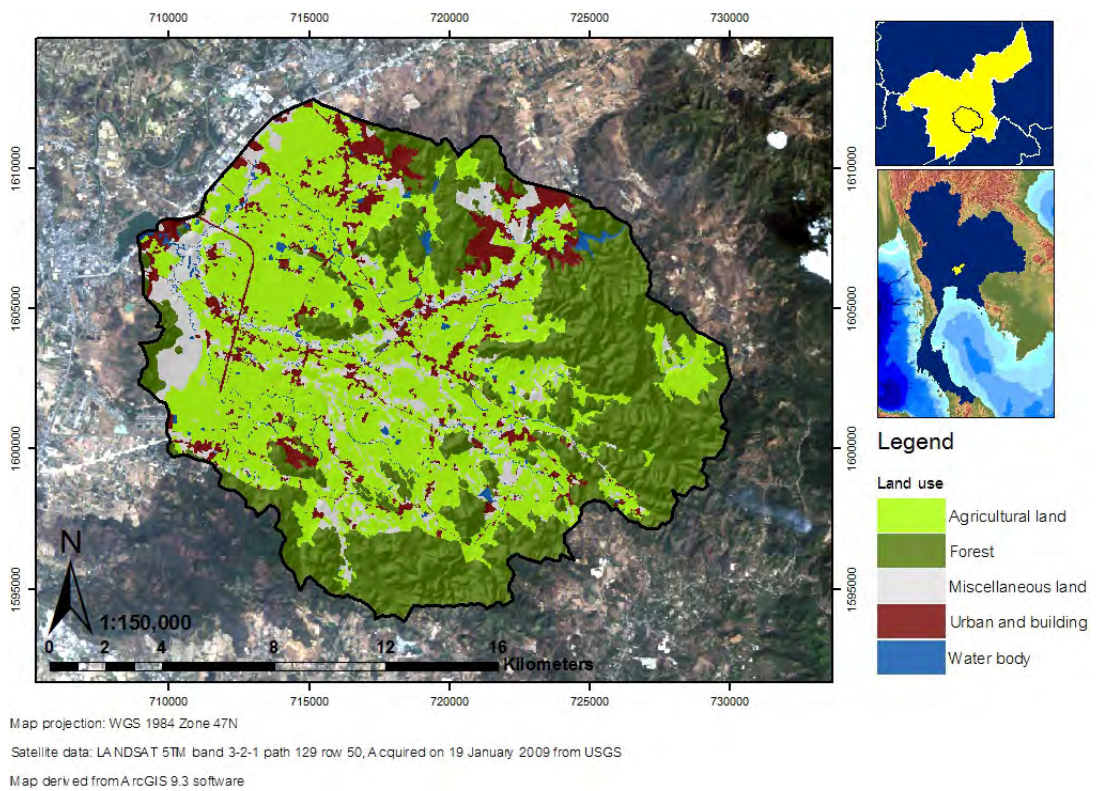 710000 715000 720000 725000 730000
1610000 1610000
1605000 1605000
1600000 1600000
1595000 1595000
N
1:150,000
0 2 4 8 12 16
Kilometers
710000 715000 720000 725000 730000
Legend
Land use
Agricultural land
Forest
Miscellaneous land
Urban and building
Water body
Map projection: WGS 1984 Zone 47N
Satellite data: LANDSAT 5TM band 3-2-1 path 129 row 50, Acquired on 19 January 2009 from USGS
Map derived from ArcGIS 9.3 software